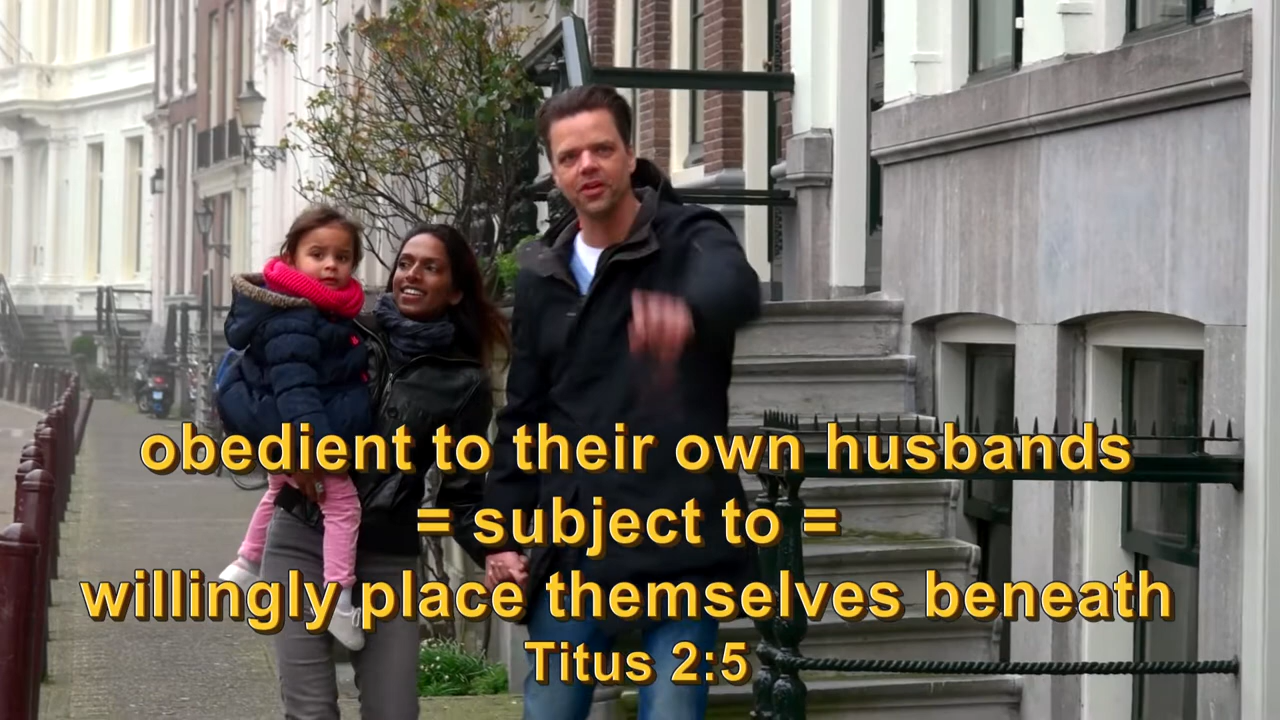 obedient to their own husbands
= subject to =
willingly place themselves beneath
Titus 2:5